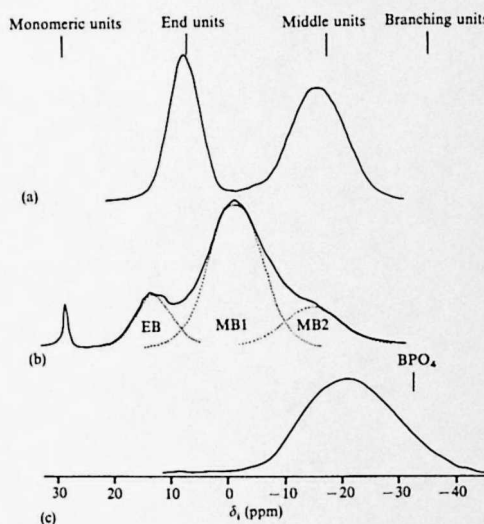 Monomeric units End units Middle units Branching units
(a)
EB MB1 MB2
(b)
BPO₄
30 20 10 0 −10 −20 −30 −40
δᵢ (ppm)
(c)